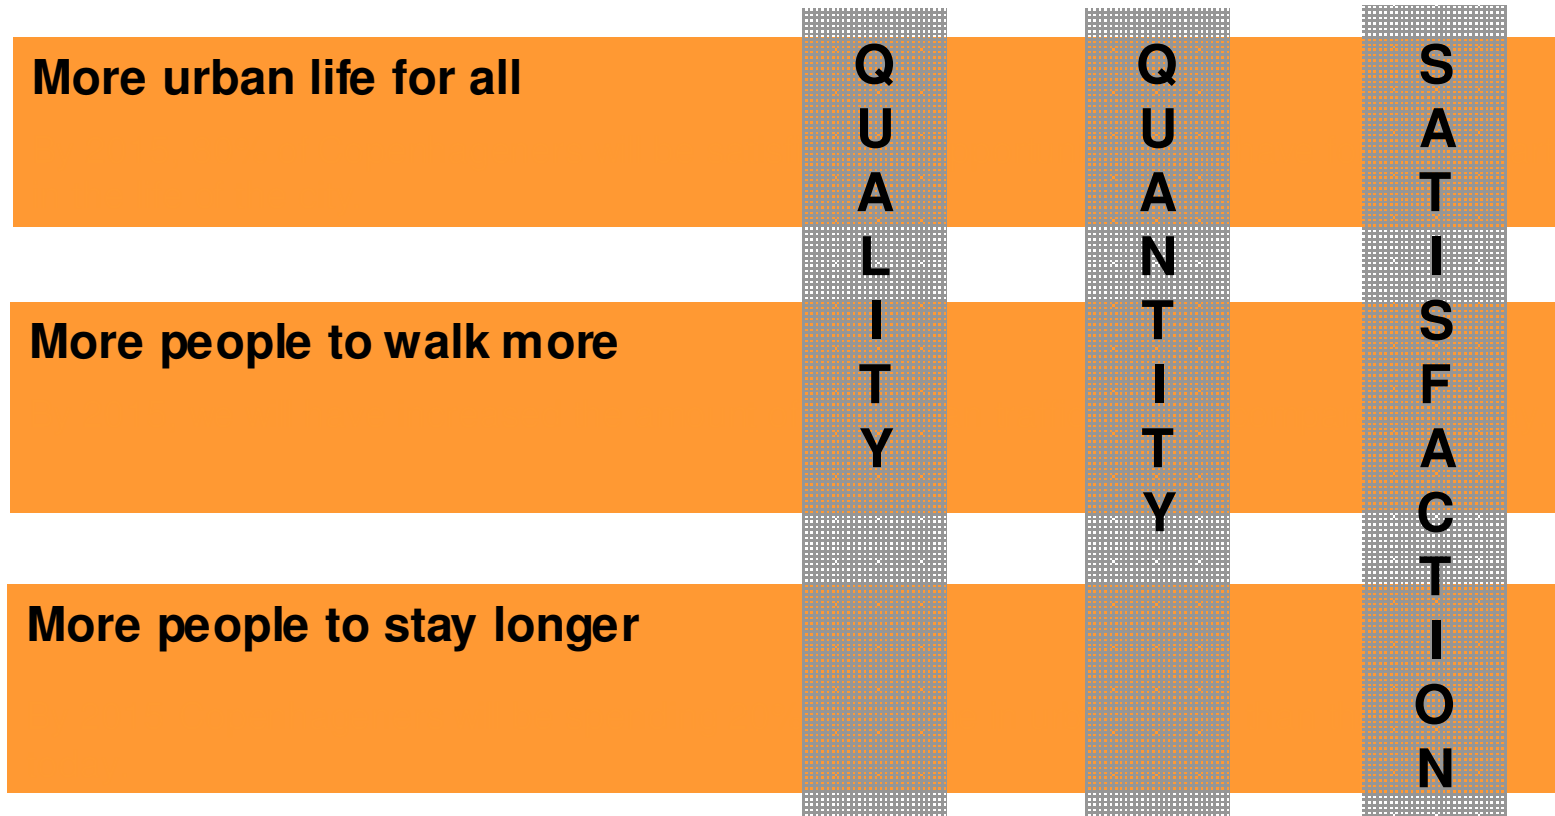 More urban life for all
More people to walk more
More people to stay longer
QUALITY
QUANTITY
SATISFACTION